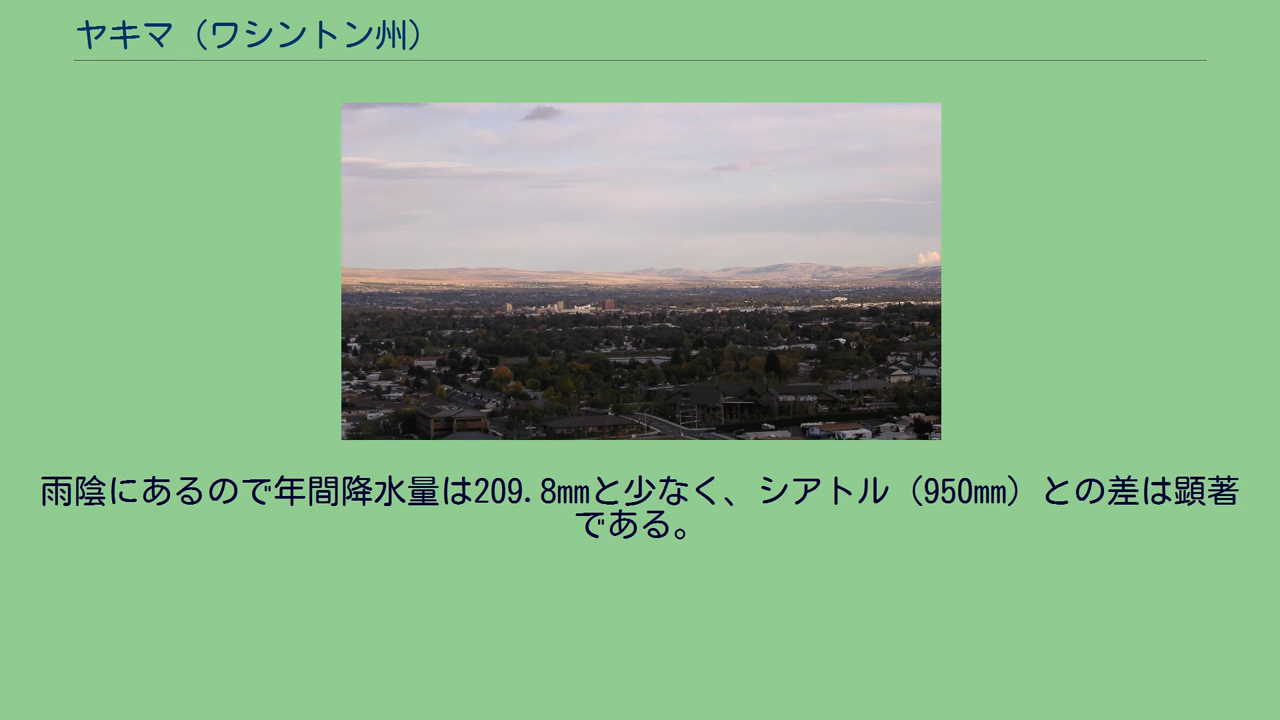 ヤキマ（ワシントン州）
雨陰にあるので年間降水量は209.8mmと少なく、シアトル（950mm）との差は顕著
である。